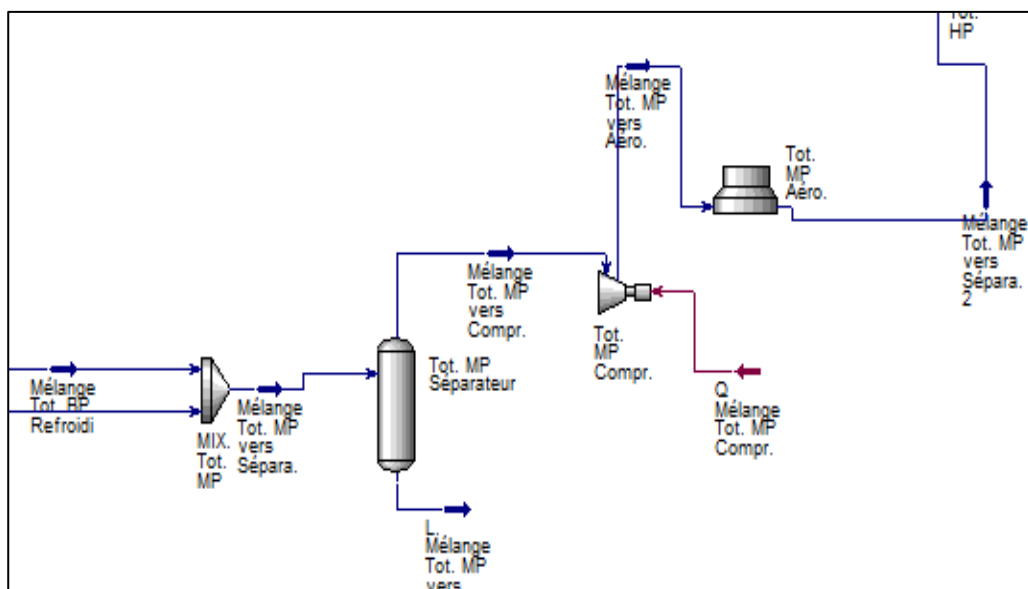 Tot.
HP
Mélange
Tot. MP
vers
Aéro.
Tot.
MP
Aéro.
Mélange
Tot. MP
vers
Sépara.
2
Mélange
Tot. MP
vers
Compr.
Tot.
MP
Compr.
Tot. MP
Séparateur
Q
Mélange
Tot. MP
Compr.
Mélange
Tot. BP
Refroidi
MIX.
Tot.
MP
Mélange
Tot. MP
vers
Sépara.
L.
Mélange
Tot. MP
vers